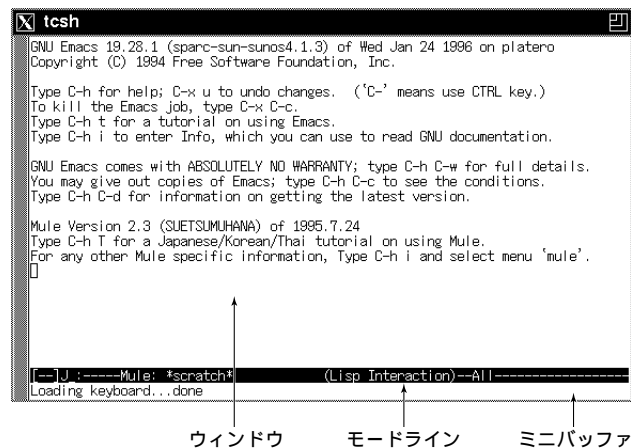 tcsh
GNU Emacs 19.28.1 (sparc-sun-sunos4.1.3) of Wed Jan 24 1996 on platero
Copyright (C) 1994 Free Software Foundation, Inc.
Type C-h for help; C-x u to undo changes.  (`C-' means use CTRL key.)
To kill the Emacs job, type C-x C-c.
Type C-h t for a tutorial on using Emacs.
Type C-h i to enter Info, which you can use to read GNU documentation.
GNU Emacs comes with ABSOLUTELY NO WARRANTY; type C-h C-w for full details.
You may give out copies of Emacs; type C-h C-c to see the conditions.
Type C-h C-d for information on getting the latest version.
Mule Version 2.3 (SUETSUMUHANA) of 1995.7.24
Type C-h T for a Japanese/Korean/Thai tutorial on using Mule.
For any other Mule specific information, Type C-h i and select menu `mule'.
[--]J_:-----Mule: *scratch*              (Lisp Interaction)--All-------------------
Loading keyboard...done
ウィンドウ モードライン ミニバッファ